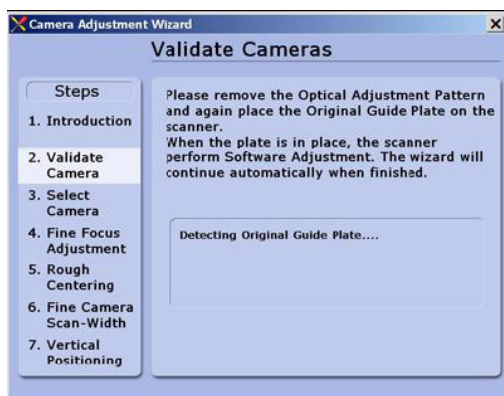 Camera Adjustment Wizard
Validate Cameras
Steps
1. Introduction
2. Validate
Camera
3. Select
Camera
4. Fine Focus
Adjustment
5. Rough
Centering
6. Fine Camera
Scan-Width
7. Vertical
Positioning
Please remove the Optical Adjustment Pattern
and again place the Original Guide Plate on the
scanner.
When the plate is in place, the scanner
perform Software Adjustment. The wizard will
continue automatically when finished.
Detecting Original Guide Plate....